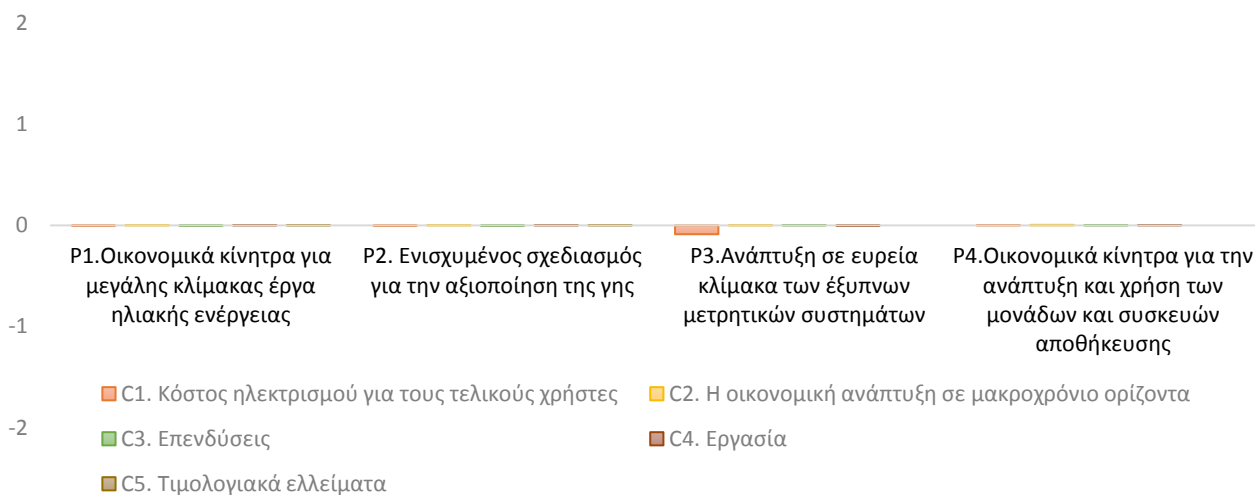 2
1
0
P1.Οικονομικά κίνητρα για
μεγάλης κλίμακας έργα
ηλιακής ενέργειας
P2. Ενισχυμένος σχεδιασμός
για την αξιοποίηση της γης
P3.Ανάπτυξη σε ευρεία
κλίμακα των έξυπνων
μετρητικών συστημάτων
P4.Οικονομικά κίνητρα για την
ανάπτυξη και χρήση των
μονάδων και συσκευών
αποθήκευσης
-1
-2
C1. Κόστος ηλεκτρισμού για τους τελικούς χρήστες
C2. Η οικονομική ανάπτυξη σε μακροχρόνιο ορίζοντα
C3. Επενδύσεις
C4. Εργασία
C5. Τιμολογιακά ελλείματα